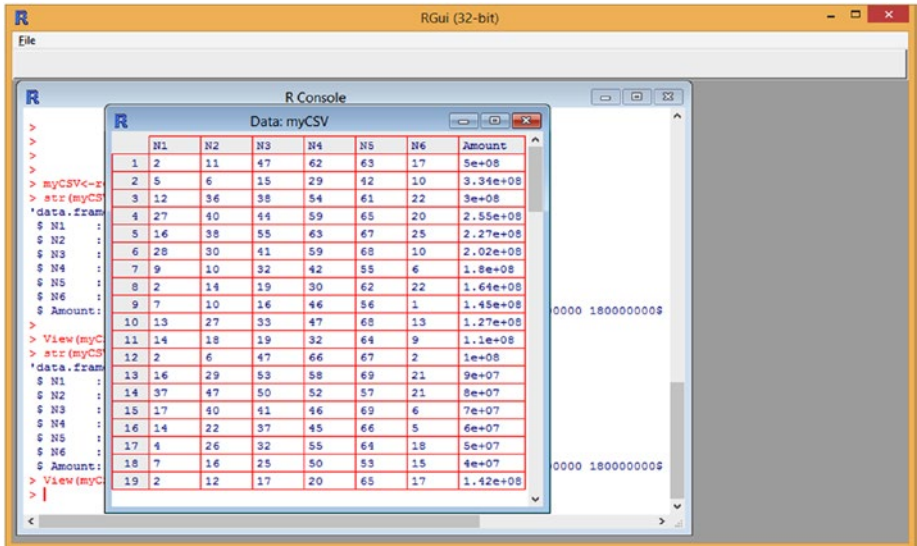 RGui (32-bit)
File
R Console
>
>
>
>
> myCSV<-r
> str(myCS
'data.fram
$ N1 :
$ N2 :
$ N3 :
$ N4 :
$ N5 :
$ N6 :
$ Amount: 0000 180000000$
>
> View(myC
> str(myCS
'data.fram
$ N1 :
$ N2 :
$ N3 :
$ N4 :
$ N5 :
$ N6 :
$ Amount: 0000 180000000$
> View(myC
>
Data: myCSV
N1 N2 N3 N4 N5 N6 Amount
1 2 11 47 62 63 17 5e+08
2 5 6 15 29 42 10 3.34e+08
3 12 36 38 54 61 22 3e+08
4 27 40 44 59 65 20 2.55e+08
5 16 38 55 63 67 25 2.27e+08
6 28 30 41 59 68 10 2.02e+08
7 9 10 32 42 55 6 1.8e+08
8 2 14 19 30 62 22 1.64e+08
9 7 10 16 46 56 1 1.45e+08
10 13 27 33 47 68 13 1.27e+08
11 14 18 19 32 64 9 1.1e+08
12 2 6 47 66 67 2 1e+08
13 16 29 53 58 69 21 9e+07
14 37 47 50 52 57 21 8e+07
15 17 40 41 46 69 6 7e+07
16 14 22 37 45 66 5 6e+07
17 4 26 32 55 64 18 5e+07
18 7 16 25 50 53 15 4e+07
19 2 12 17 20 65 17 1.42e+08